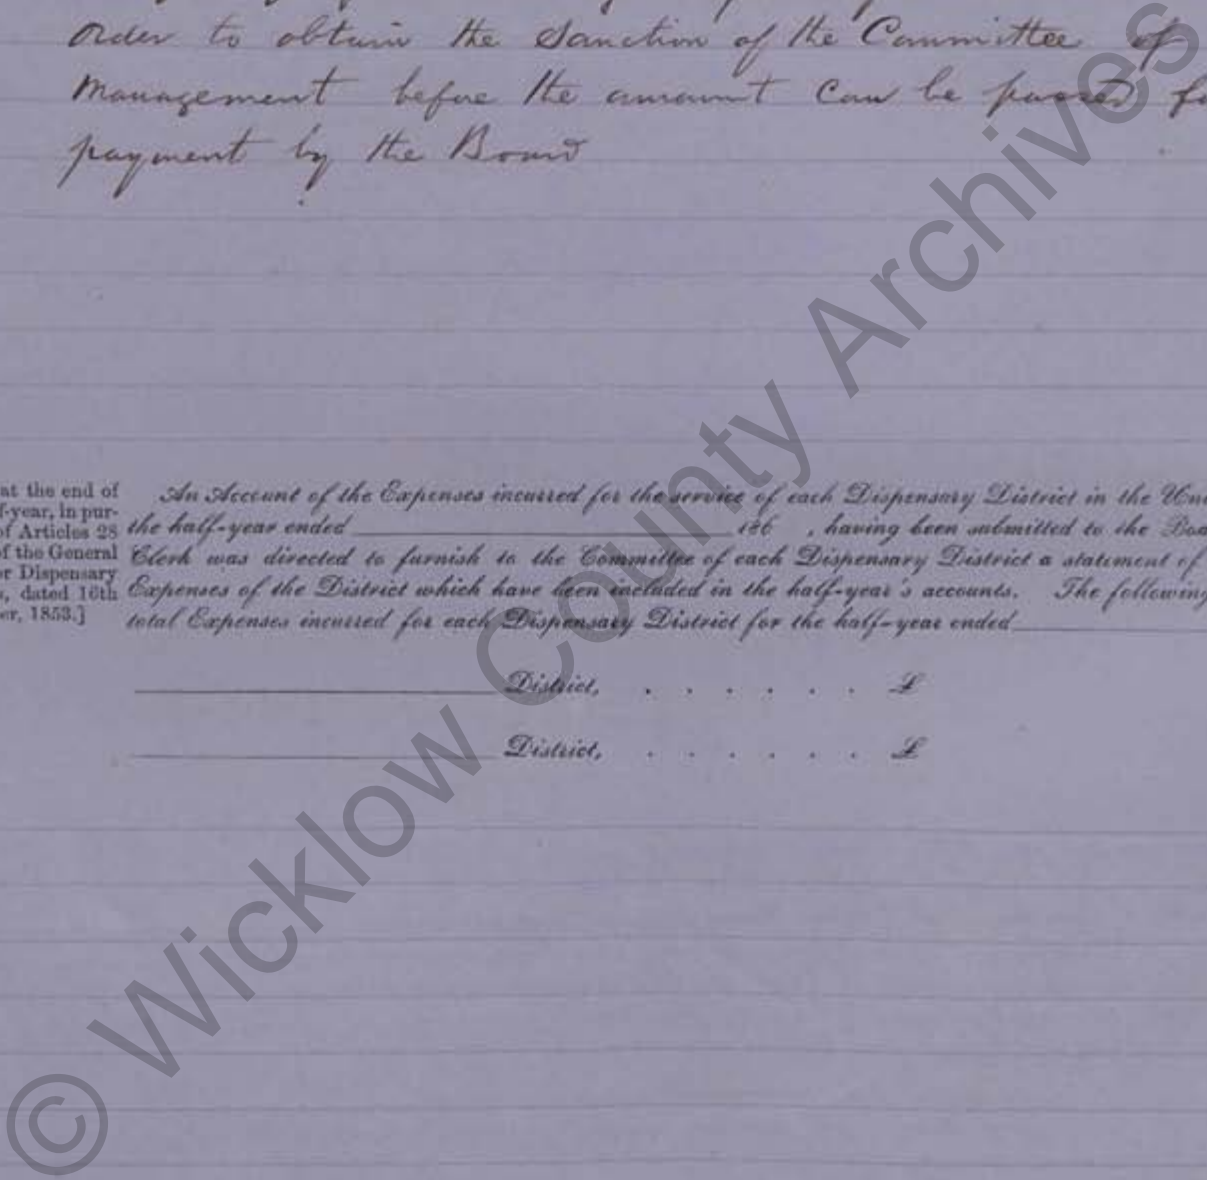 order to obtain the Sanction of the Committee of
Management before the amount can be passed fo
payment by the Board
at the end of
f-year, in pur-
of Articles 28
of the General
r Dispensary
s, dated 16th
er, 1853.]
An Account of the Expenses incurred for the service of each Dispensary District in the Un
the half-year ended 186 , having been submitted to the Boa
Clerk was directed to furnish to the Committee of each Dispensary District a statement of
Expenses of the District which have been included in the half-year's accounts. The following
total Expenses incurred for each Dispensary District for the half-year ended
District, . . . . . . £
District, . . . . . . £
© Wicklow County Archives